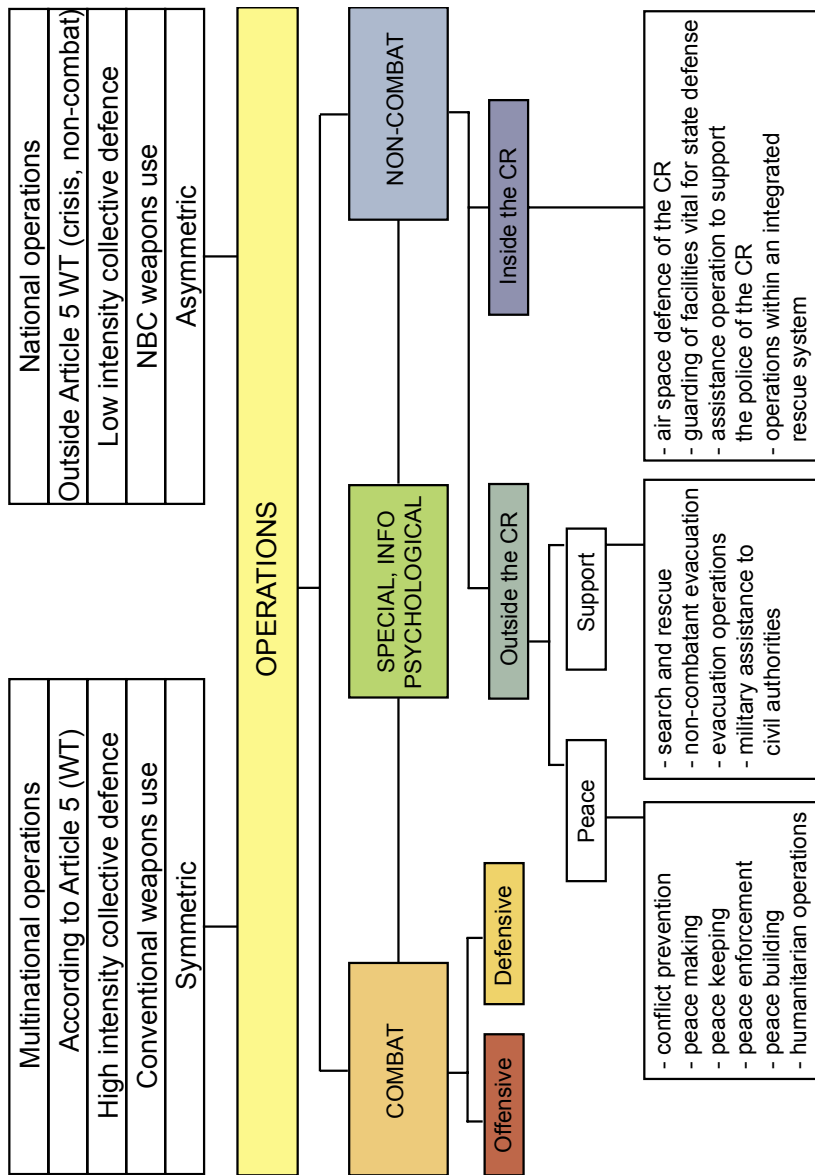 Multinational operations
According to Article 5 (WT)
High intensity collective defence
Conventional weapons use
Symmetric
National operations
Outside Article 5 WT (crisis, non-combat)
Low intensity collective defence
NBC weapons use
Asymmetric
OPERATIONS
COMBAT
SPECIAL, INFO
PSYCHOLOGICAL
NON-COMBAT
Offensive
Defensive
Outside the CR
Inside the CR
Peace
Support
- conflict prevention
- peace making
- peace keeping
- peace enforcement
- peace building
- humanitarian operations
- search and rescue
- non-combatant evacuation
- evacuation operations
- military assistance to
civil authorities
- air space defence of the CR
- guarding of facilities vital for state defense
- assistance operation to support
the police of the CR
- operations within an integrated
rescue system